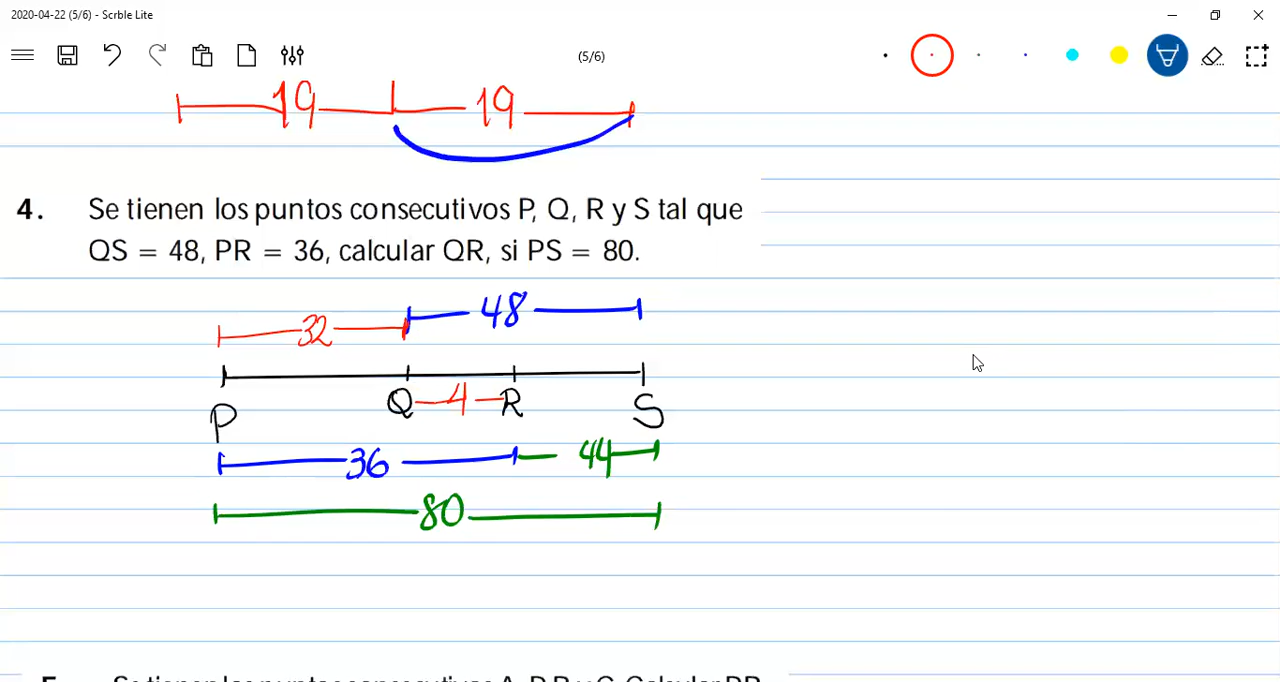 2020-04-22 (5/6) - Scrble Lite
(5/6)
19 19
4. Se tienen los puntos consecutivos P, Q, R y S tal que
QS = 48, PR = 36, calcular QR, si PS = 80.
32 48
P Q 4 R S
36 44
80